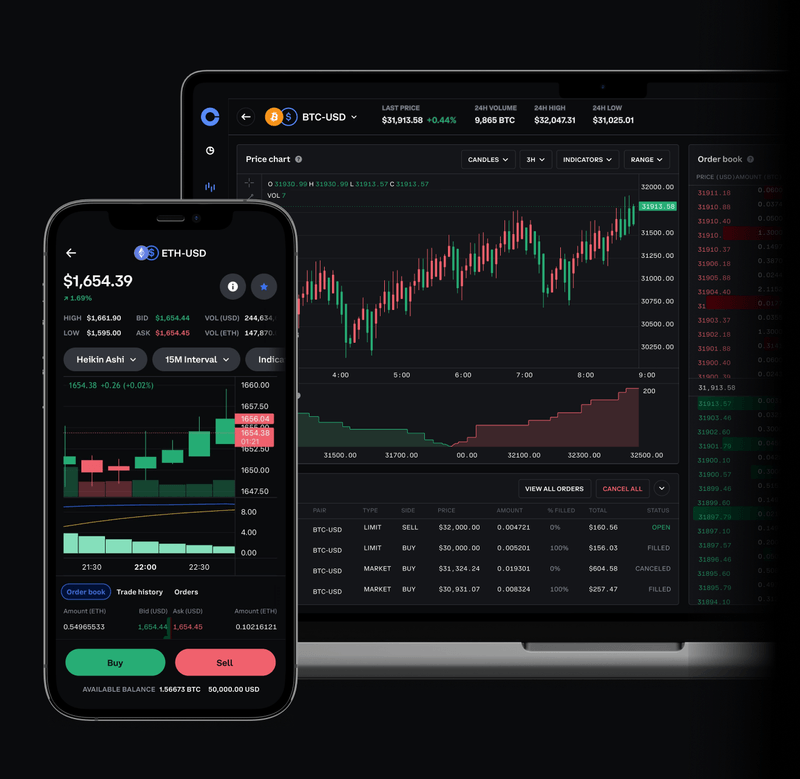 LAST PRICE 24H VOLUME 24H HIGH 24H LOW
BTC-USD
$31,913.58 +0.44% 9,865 BTC $32,047.31 $31,025.01
Price chart
CANDLES 3H INDICATORS RANGE
O 31930.99 H 31930.99 L 31913.57 C 31913.57
VOL 7
32000.00
31913.58
31500.00
31250.00
31000.00
30750.00
30500.00
30250.00
4:00 5:00 6:00 7:00 8:00 9:00
200
31500.00 31700.00 00.00 32100.00 32300.00 32500.00
VIEW ALL ORDERS CANCEL ALL
PAIR TYPE SIDE PRICE AMOUNT % FILLED TOTAL STATUS
BTC-USD LIMIT SELL $32,000.00 0.004721 0% $160.56 OPEN
BTC-USD LIMIT BUY $30,000.00 0.005201 100% $156.03 FILLED
BTC-USD MARKET BUY $31,324.24 0.019301 0% $604.58 CANCELED
BTC-USD MARKET BUY $30,931.07 0.008324 100% $257.47 FILLED
Order book
PRICE (USD) AMOUNT
31911.18
31910.88
31910.40
31910.
31910.37
31906.18
31905.88
31904.40
31
31903.37
31902.18
31901.88
31900.40
31900.39
31,913.58
31913.57
31903.46
31902.60
31901.79
31900.10
31900.57
31899.46
31899.60
31897.79
31897.10
31897.57
31896.46
31895.60
31895.79
31894.10
ETH-USD
$1,654.39
1.69%
HIGH $1,661.90 BID $1,654.44 VOL (USD) 244,634,
LOW $1,595.00 ASK $1,654.45 VOL (ETH) 147,870.
Heikin Ashi 15M Interval Indica
1654.38 +0.26 (+0.02%)
1660.00
1657.50
1656.04
1655.00
1654.38
01:21
1652.50
1650.00
1647.50
8.00
4.00
0.00
21:30 22:00 22:30
Order book Trade history Orders
Amount (ETH) Bid (USD) Ask (USD) Amount (ETH)
0.54965533 1,654.44 1,654.45 0.10216121
Buy Sell
AVAILABLE BALANCE 1.56673 BTC 50,000.00 USD